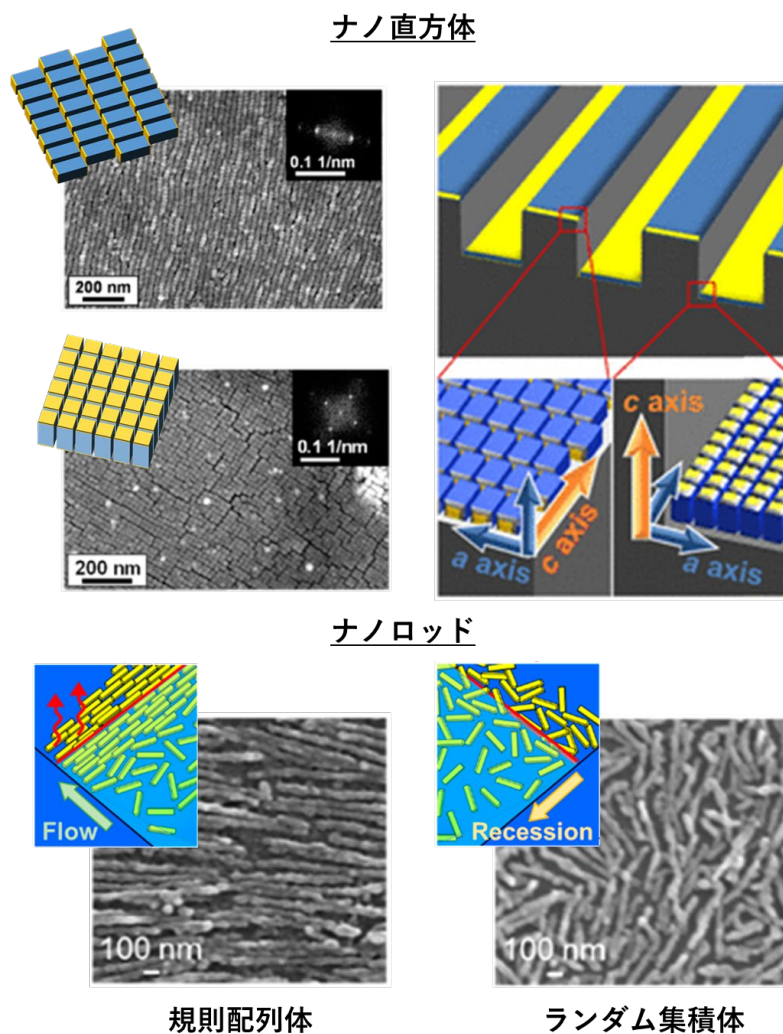 ナノ直方体
0.1 1/nm
200 nm
0.1 1/nm
200 nm
a axis
c axis
c axis
a axis
ナノロッド
Flow
100 nm
Recession
100 nm
規則配列体
ランダム集積体